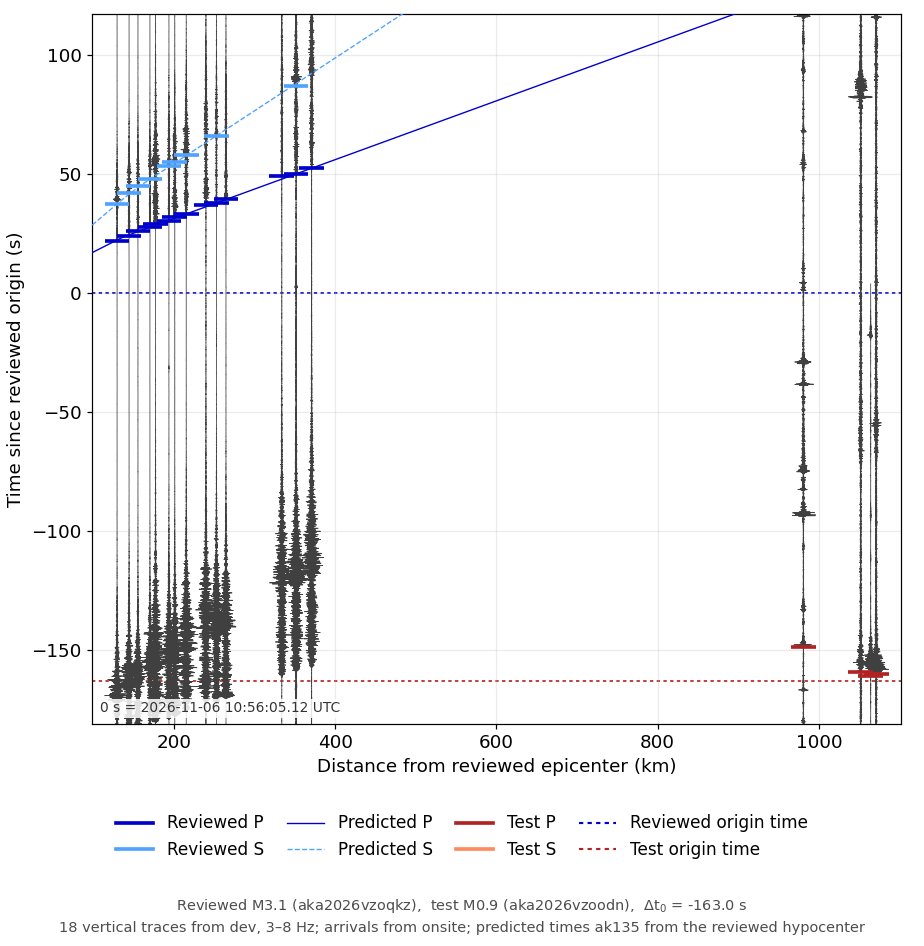 100
50
0
−50
−100
−150
Time since reviewed origin (s)
0 s = 2026-11-06 10:56:05.12 UTC
200 400 600 800 1000
Distance from reviewed epicenter (km)
Reviewed P Predicted P Test P Reviewed origin time
Reviewed S Predicted S Test S Test origin time
Reviewed M3.1 (aka2026vzoqkz), test M0.9 (aka2026vzoodn), Δt₀ = -163.0 s
18 vertical traces from dev, 3–8 Hz; arrivals from onsite; predicted times ak135 from the reviewed hypocenter